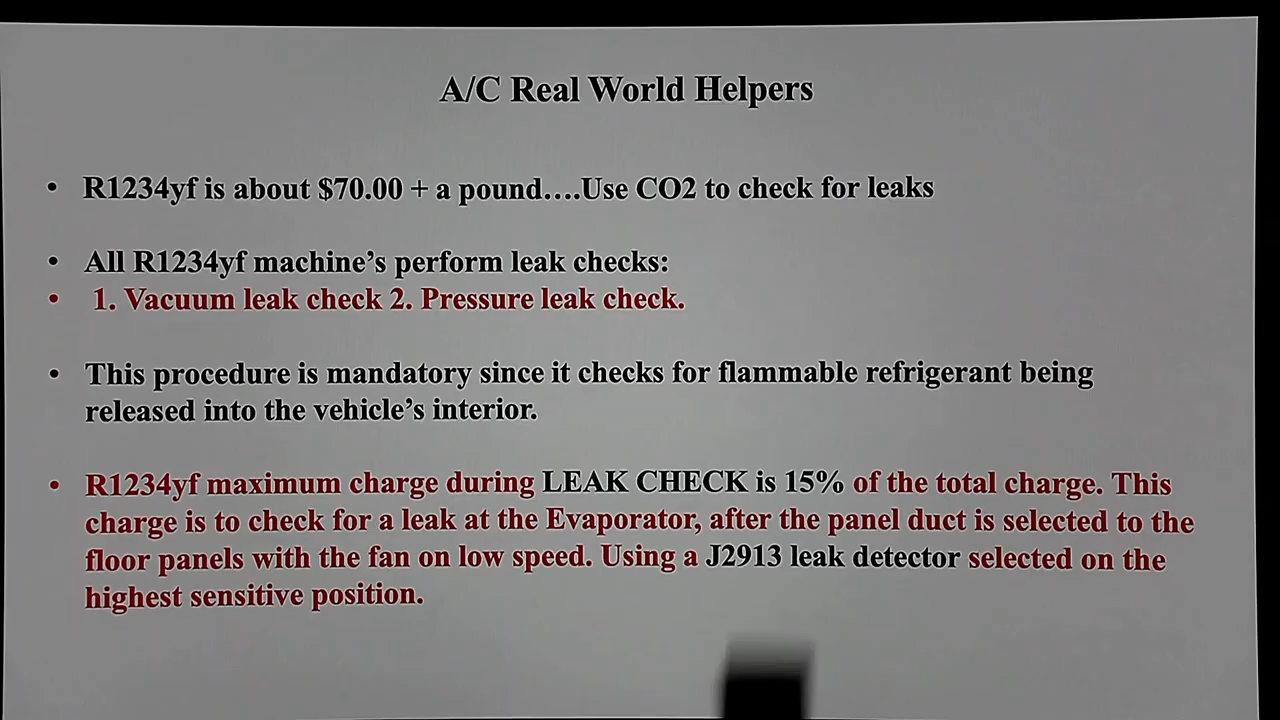 A/C Real World Helpers
• R1234yf is about $70.00 + a pound….Use CO2 to check for leaks
• All R1234yf machine’s perform leak checks:
• 1. Vacuum leak check 2. Pressure leak check.
• This procedure is mandatory since it checks for flammable refrigerant being
released into the vehicle’s interior.
• R1234yf maximum charge during LEAK CHECK is 15% of the total charge. This
charge is to check for a leak at the Evaporator, after the panel duct is selected to the
floor panels with the fan on low speed. Using a J2913 leak detector selected on the
highest sensitive position.